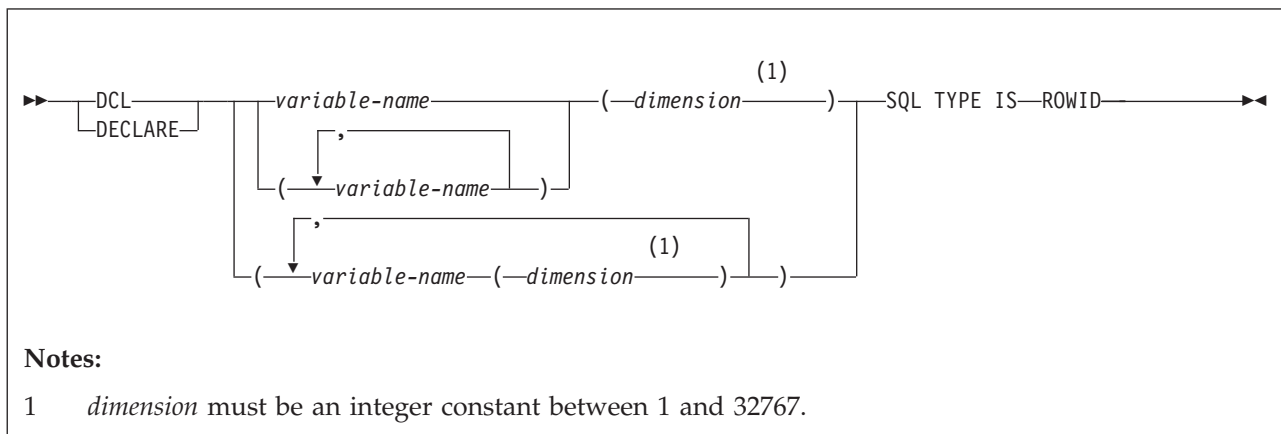 (1)
DCL variable-name ( dimension ) SQL TYPE IS ROWID
DECLARE ,
( variable-name )
,
(1)
( variable-name ( dimension ) )
Notes:
1 dimension must be an integer constant between 1 and 32767.